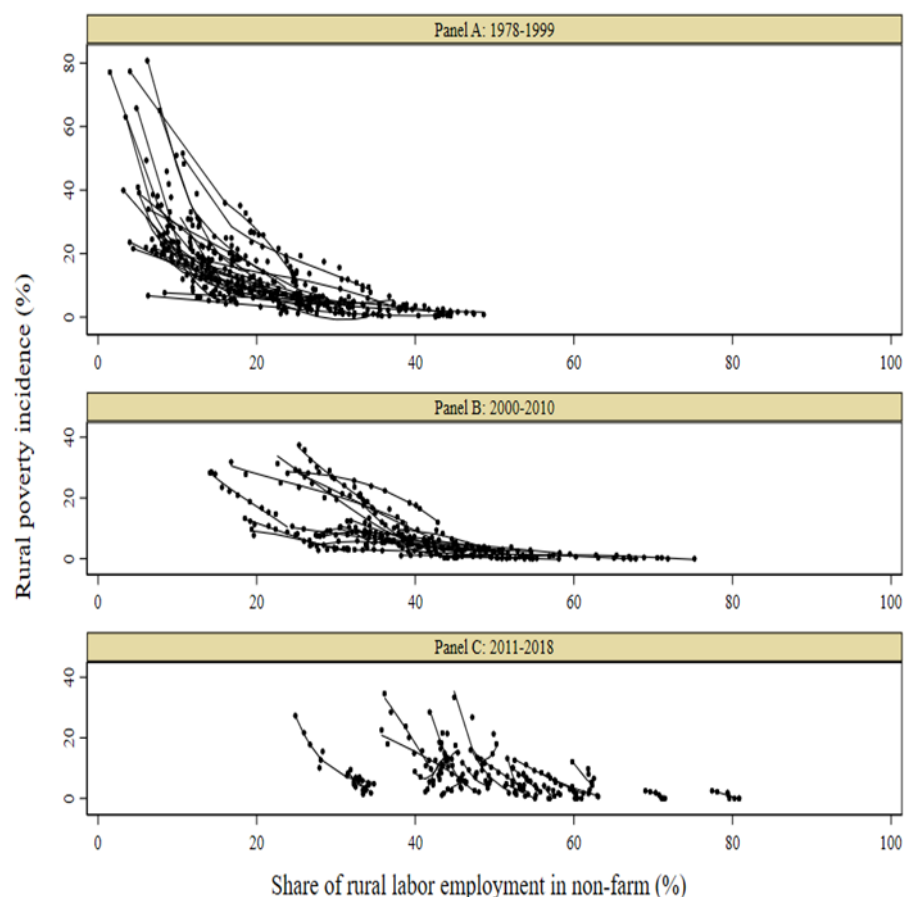 Panel A: 1978-1999
80
60
40
20
0
0 20 40 60 80 100
Panel B: 2000-2010
40
20
0
0 20 40 60 80 100
Panel C: 2011-2018
40
20
0
0 20 40 60 80 100
Rural poverty incidence (%)
Share of rural labor employment in non-farm (%)